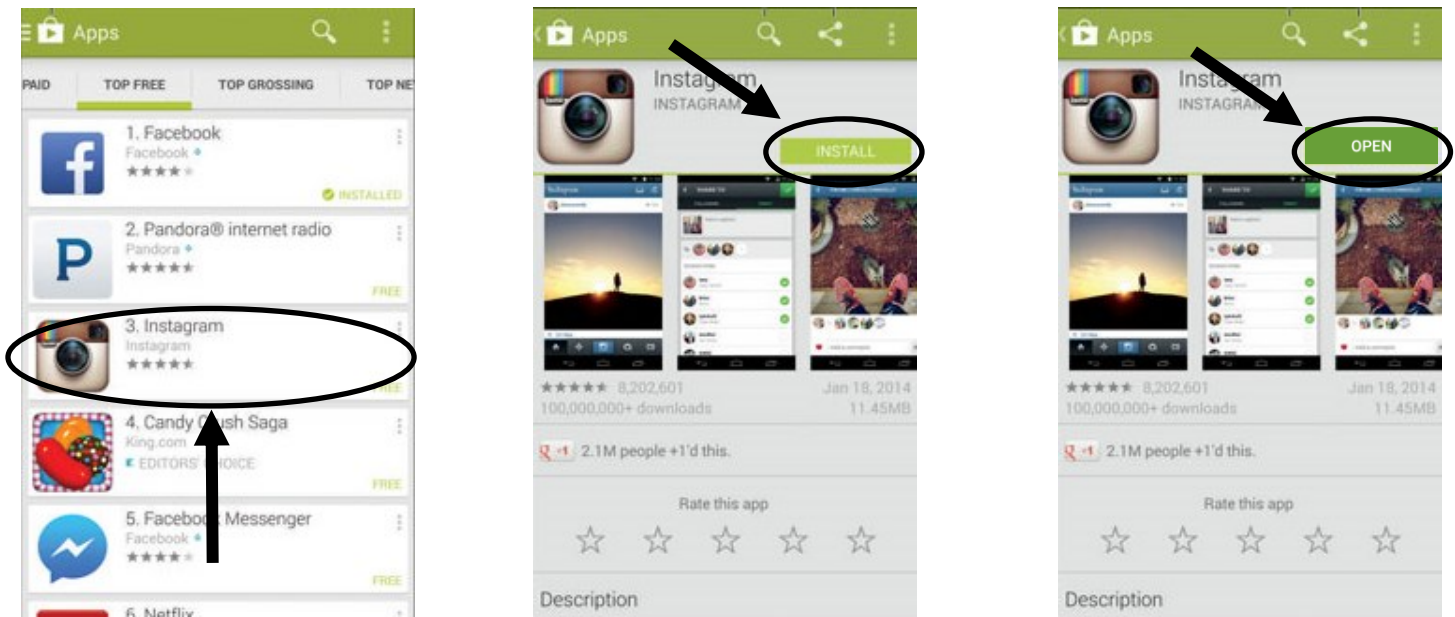 Apps
PAID TOP FREE TOP GROSSING TOP NE
1. Facebook
Facebook
INSTALLED
2. Pandora® internet radio
Pandora
FREE
3. Instagram
Instagram
FREE
4. Candy Crush Saga
King.com
EDITORS' CHOICE
FREE
5. Facebook Messenger
Facebook
FREE
6. Netflix
Apps
Instagram
INSTAGRAM
INSTALL
8,202,601 Jan 18, 2014
100,000,000+ downloads 11.45MB
g +1 2.1M people +1'd this.
Rate this app
Description
Apps
Instagram
INSTAGRAM
OPEN
8,202,601 Jan 18, 2014
100,000,000+ downloads 11.45MB
g +1 2.1M people +1'd this.
Rate this app
Description